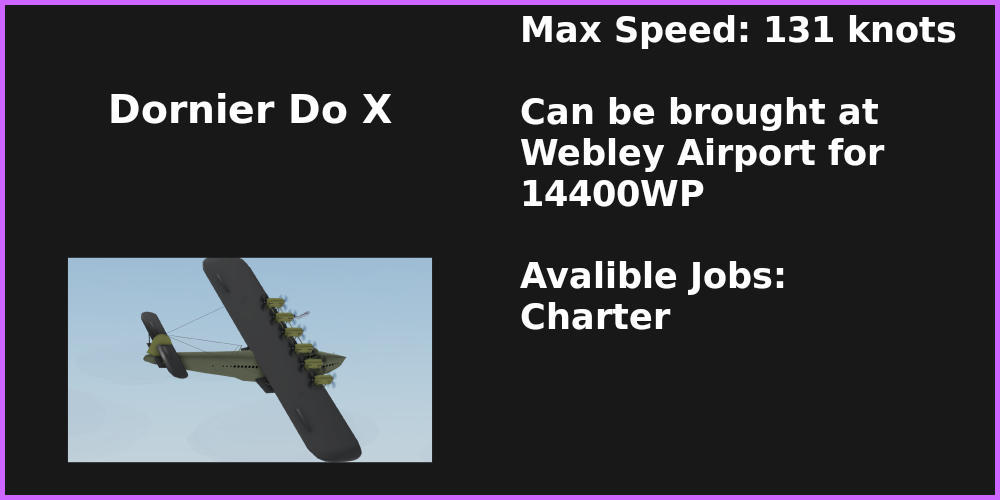 Dornier Do X
Max Speed: 131 knots
Can be brought at
Webley Airport for
14400WP
Avalible Jobs:
Charter